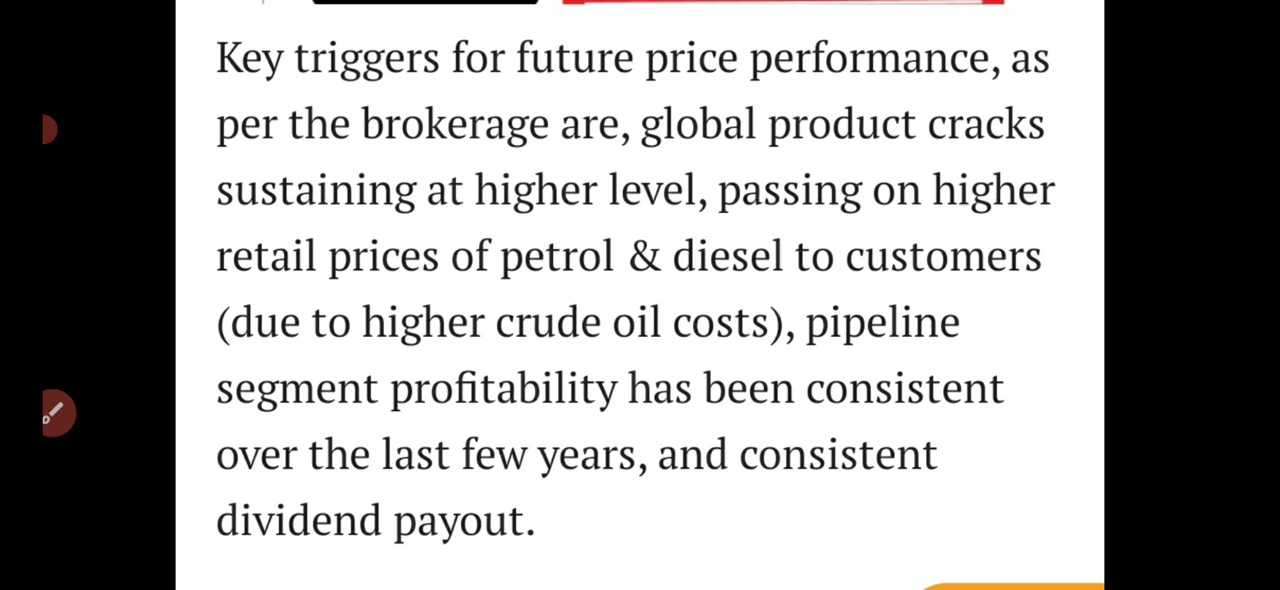 Key triggers for future price performance, as
per the brokerage are, global product cracks
sustaining at higher level, passing on higher
retail prices of petrol & diesel to customers
(due to higher crude oil costs), pipeline
segment profitability has been consistent
over the last few years, and consistent
dividend payout.